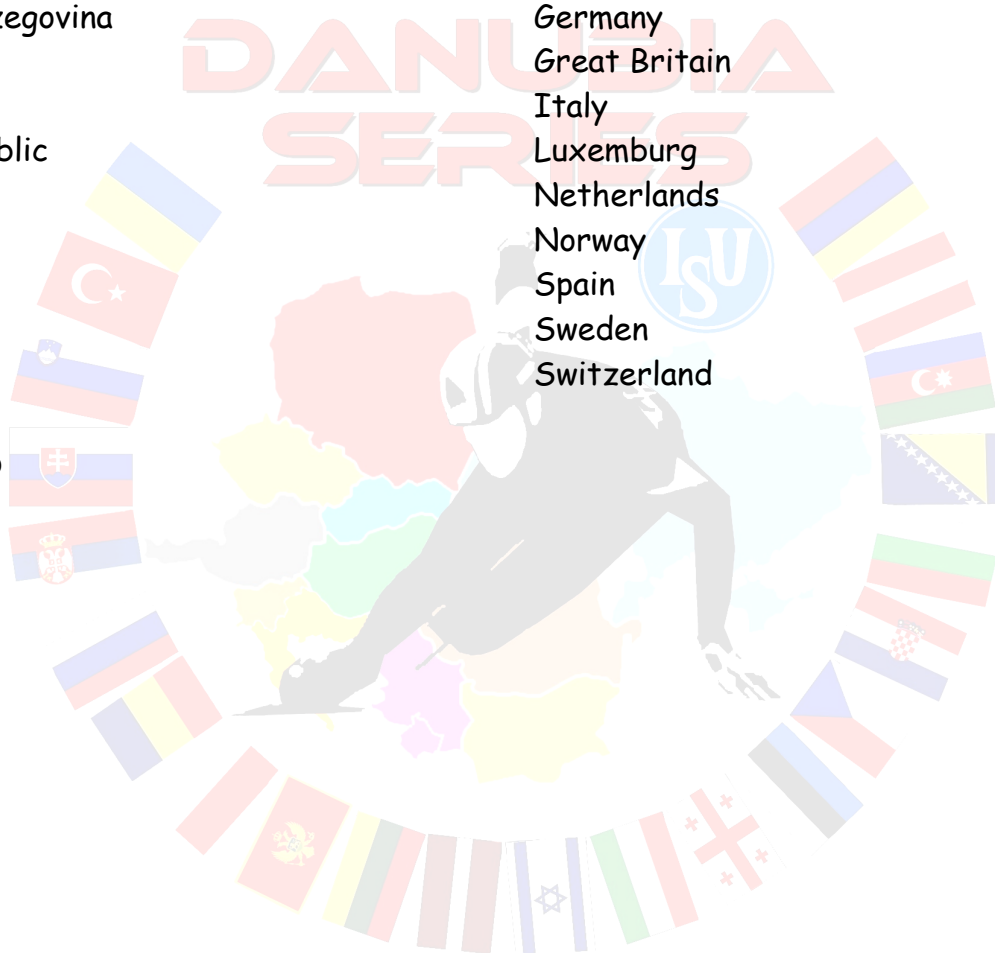 zegovina
blic
Germany
Great Britain
Italy
Luxemburg
Netherlands
Norway
Spain
Sweden
Switzerland
DANUBIA
SERIES
ISU